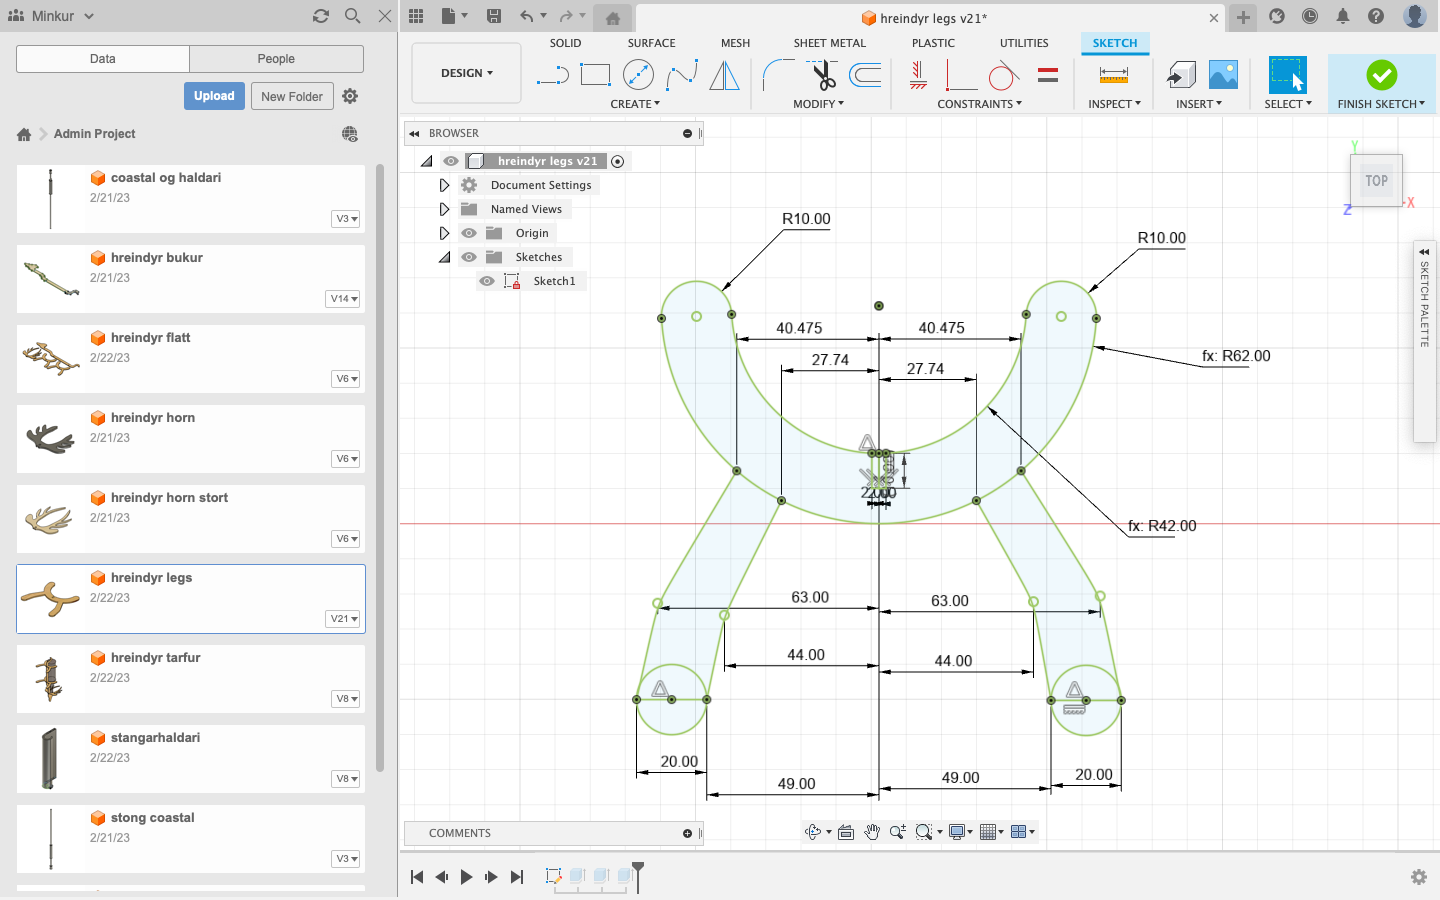 Minkur
hreindyr legs v21*
Data
People
Upload
New Folder
Admin Project
coastal og haldari
2/21/23
V3
hreindyr bukur
2/21/23
V14
hreindyr flatt
2/22/23
V6
hreindyr horn
2/21/23
V6
hreindyr horn stort
2/21/23
V6
hreindyr legs
2/22/23
V21
hreindyr tarfur
2/22/23
V8
stangarhaldari
2/22/23
V8
stong coastal
2/21/23
V3
DESIGN
SOLID
SURFACE
MESH
SHEET METAL
PLASTIC
UTILITIES
SKETCH
CREATE
MODIFY
CONSTRAINTS
INSPECT
INSERT
SELECT
FINISH SKETCH
BROWSER
hreindyr legs v21
Document Settings
Named Views
Origin
Sketches
Sketch1
Y
TOP
Z
X
SKETCH PALETTE
R10.00
R10.00
40.475
40.475
27.74
27.74
fx: R62.00
fx: R42.00
63.00
63.00
44.00
44.00
20.00
49.00
49.00
20.00
COMMENTS